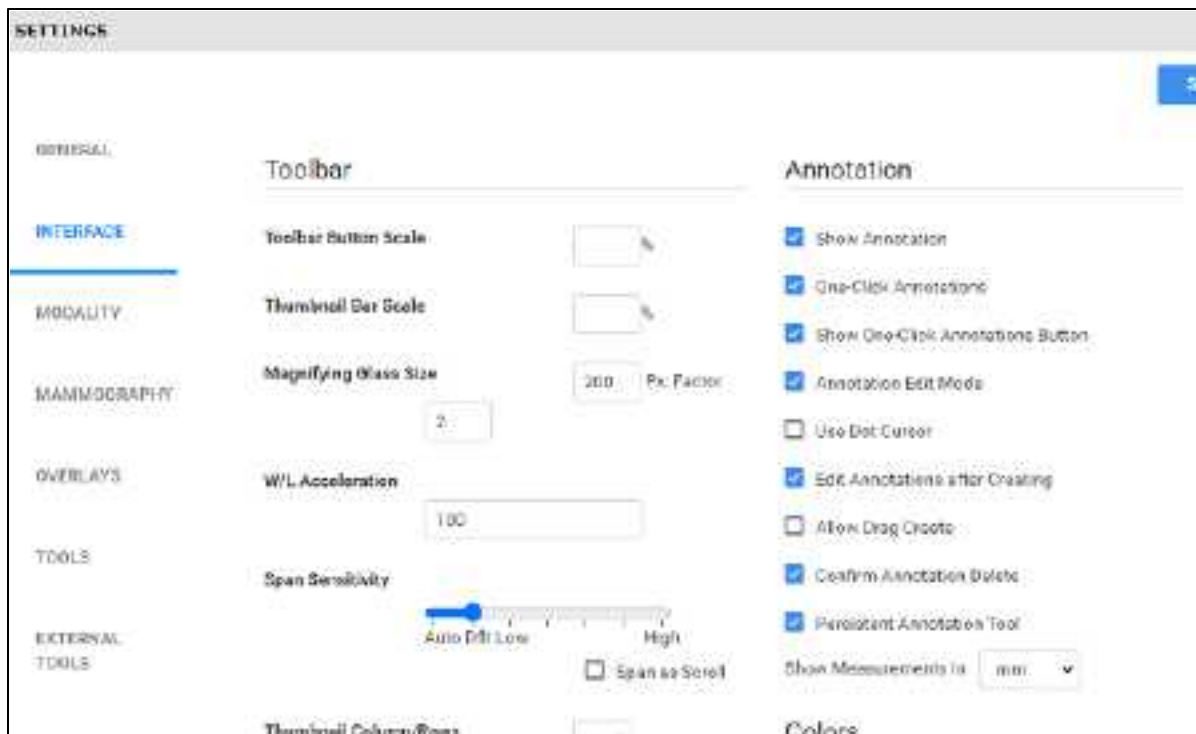 SETTINGS
GENERAL
INTERFACE
MODALITY
MAMMOGRAPHY
OVERLAYS
TOOLS
EXTERNAL
TOOLS
Toolbar
Toolbar Button Scale
%
Thumbnail Bar Scale
%
Magnifying Glass Size
200 Px. Factor
2
W/L Acceleration
100
Span Sensitivity
Auto Off Low High
Span as Scroll
Thumbnail Column/Rows
Annotation
Show Annotation
One-Click Annotations
Show One-Click Annotations Button
Annotation Edit Mode
Use Dot Cursor
Edit Annotations after Creating
Allow Drag Create
Confirm Annotation Delete
Persistent Annotation Tool
Show Measurements In mm
Colors